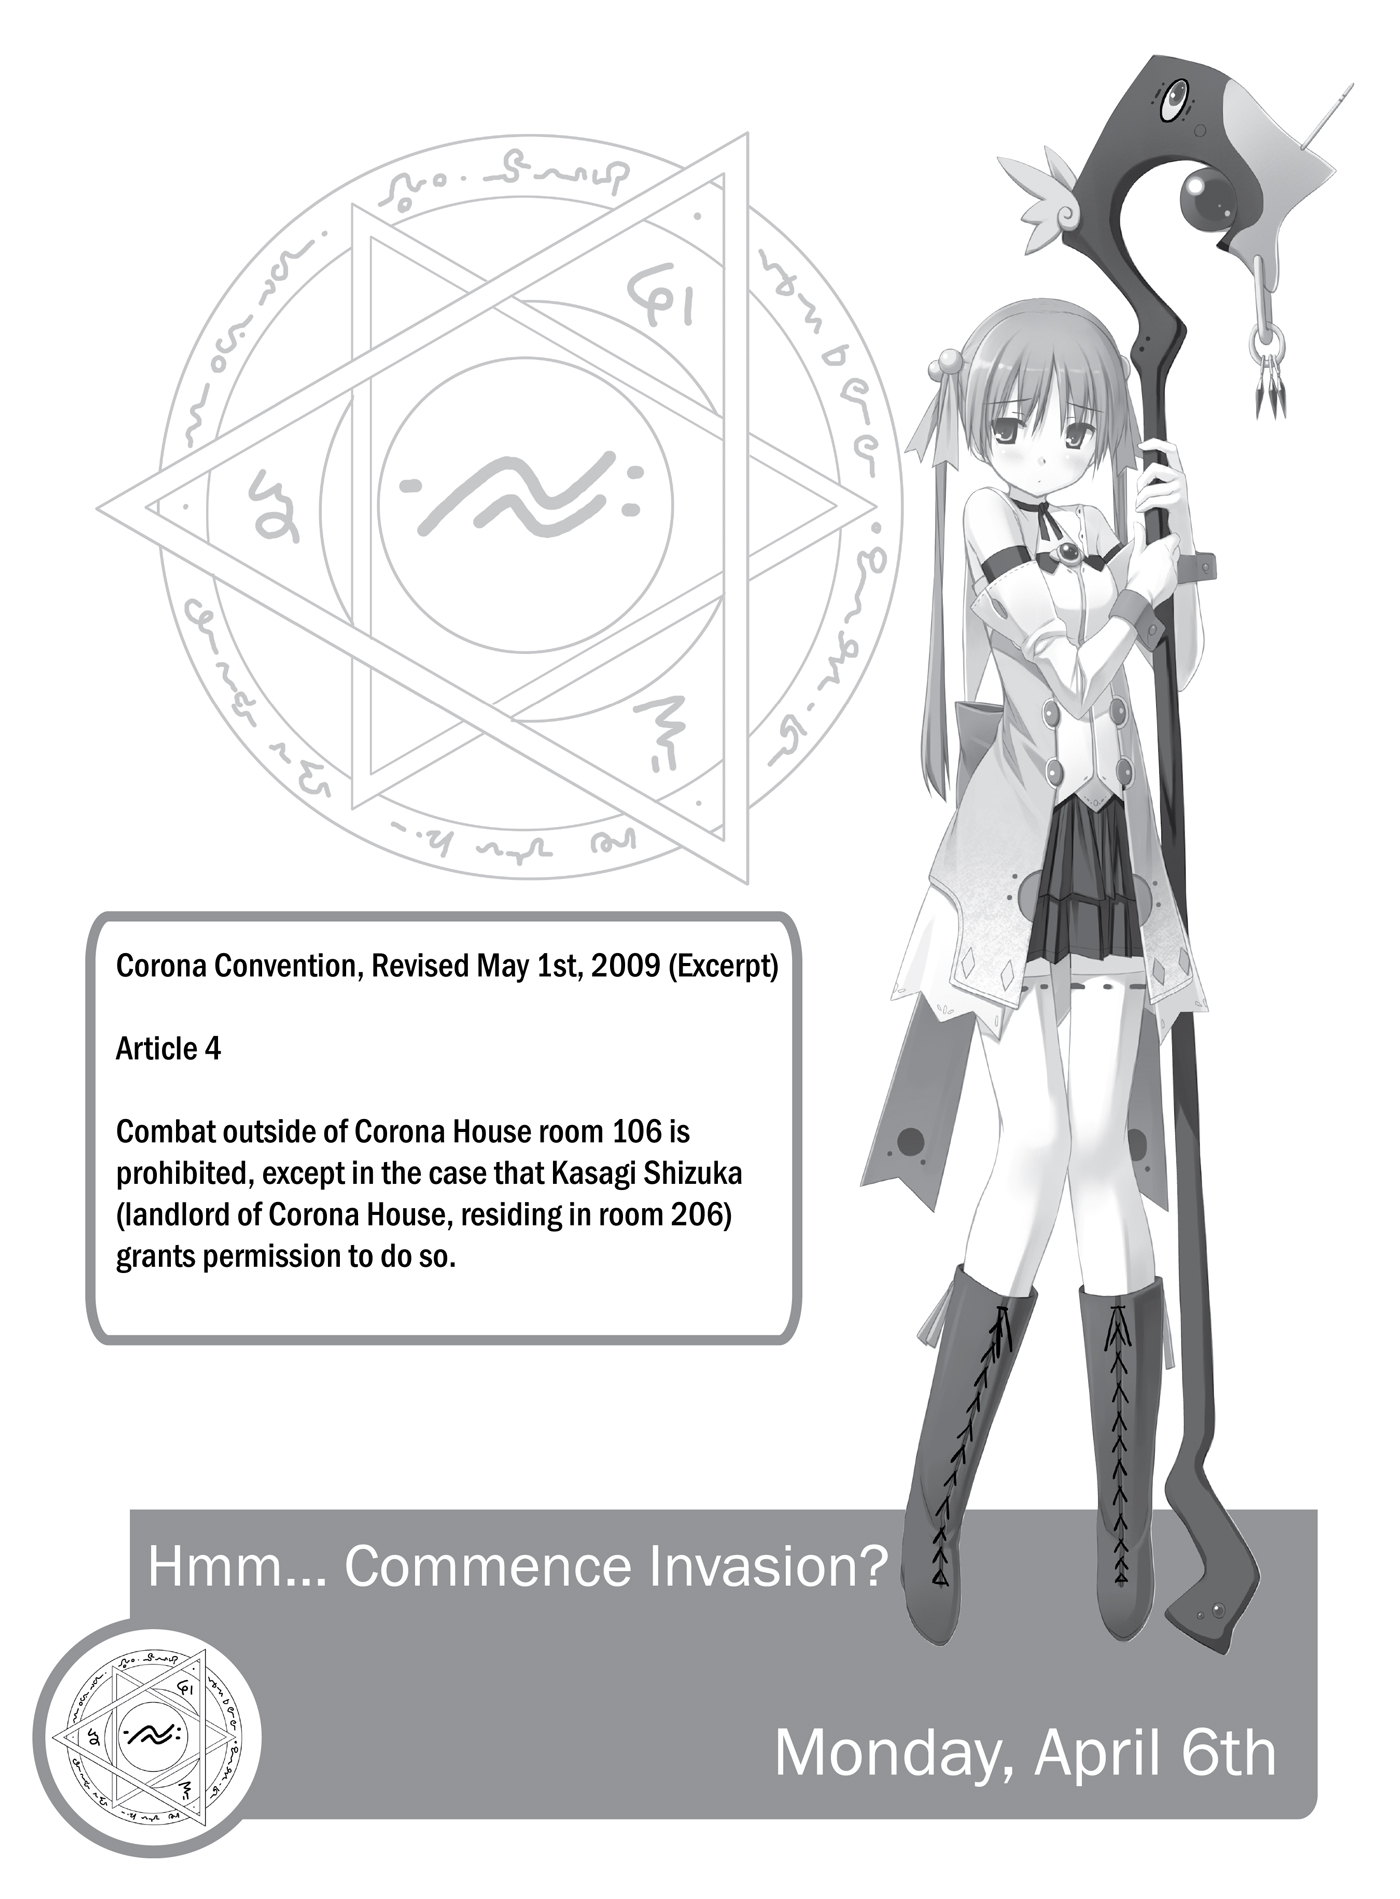 Corona Convention, Revised May 1st, 2009 (Excerpt)
Article 4
Combat outside of Corona House room 106 is
prohibited, except in the case that Kasagi Shizuka
(landlord of Corona House, residing in room 206)
grants permission to do so.
Hmm... Commence Invasion?
Monday, April 6th